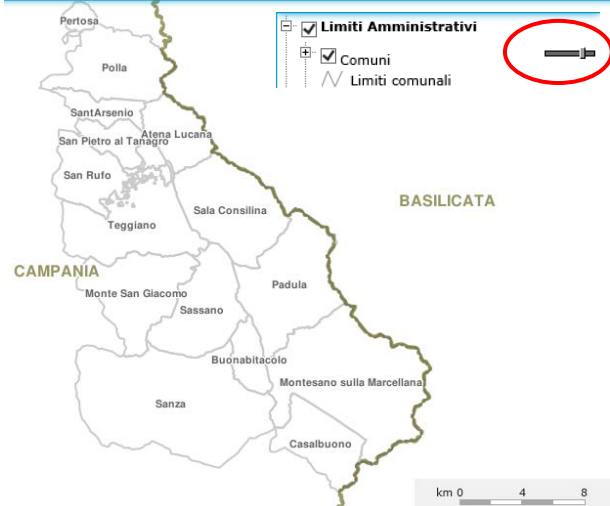 Limiti Amministrativi
Comuni
Limiti comunali
Pertosa
Polla
SantArsenio
Atena Lucana
San Pietro al Tanagro
San Rufo
Sala Consilina
BASILICATA
Teggiano
CAMPANIA
Padula
Monte San Giacomo
Sassano
Buonabitacolo
Montesano sulla Marcellana
Sanza
Casalbuono
km 0 4 8